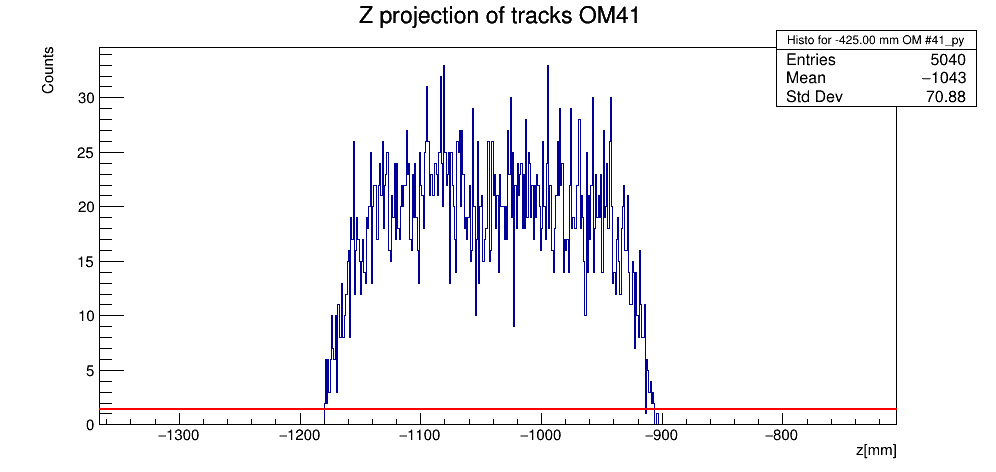 Z projection of tracks OM41
Histo for -425.00 mm OM #41_py
Entries 5040
Mean −1043
Std Dev 70.88
Counts
30
25
20
15
10
5
0
−1300 −1200 −1100 −1000 −900 −800
z[mm]